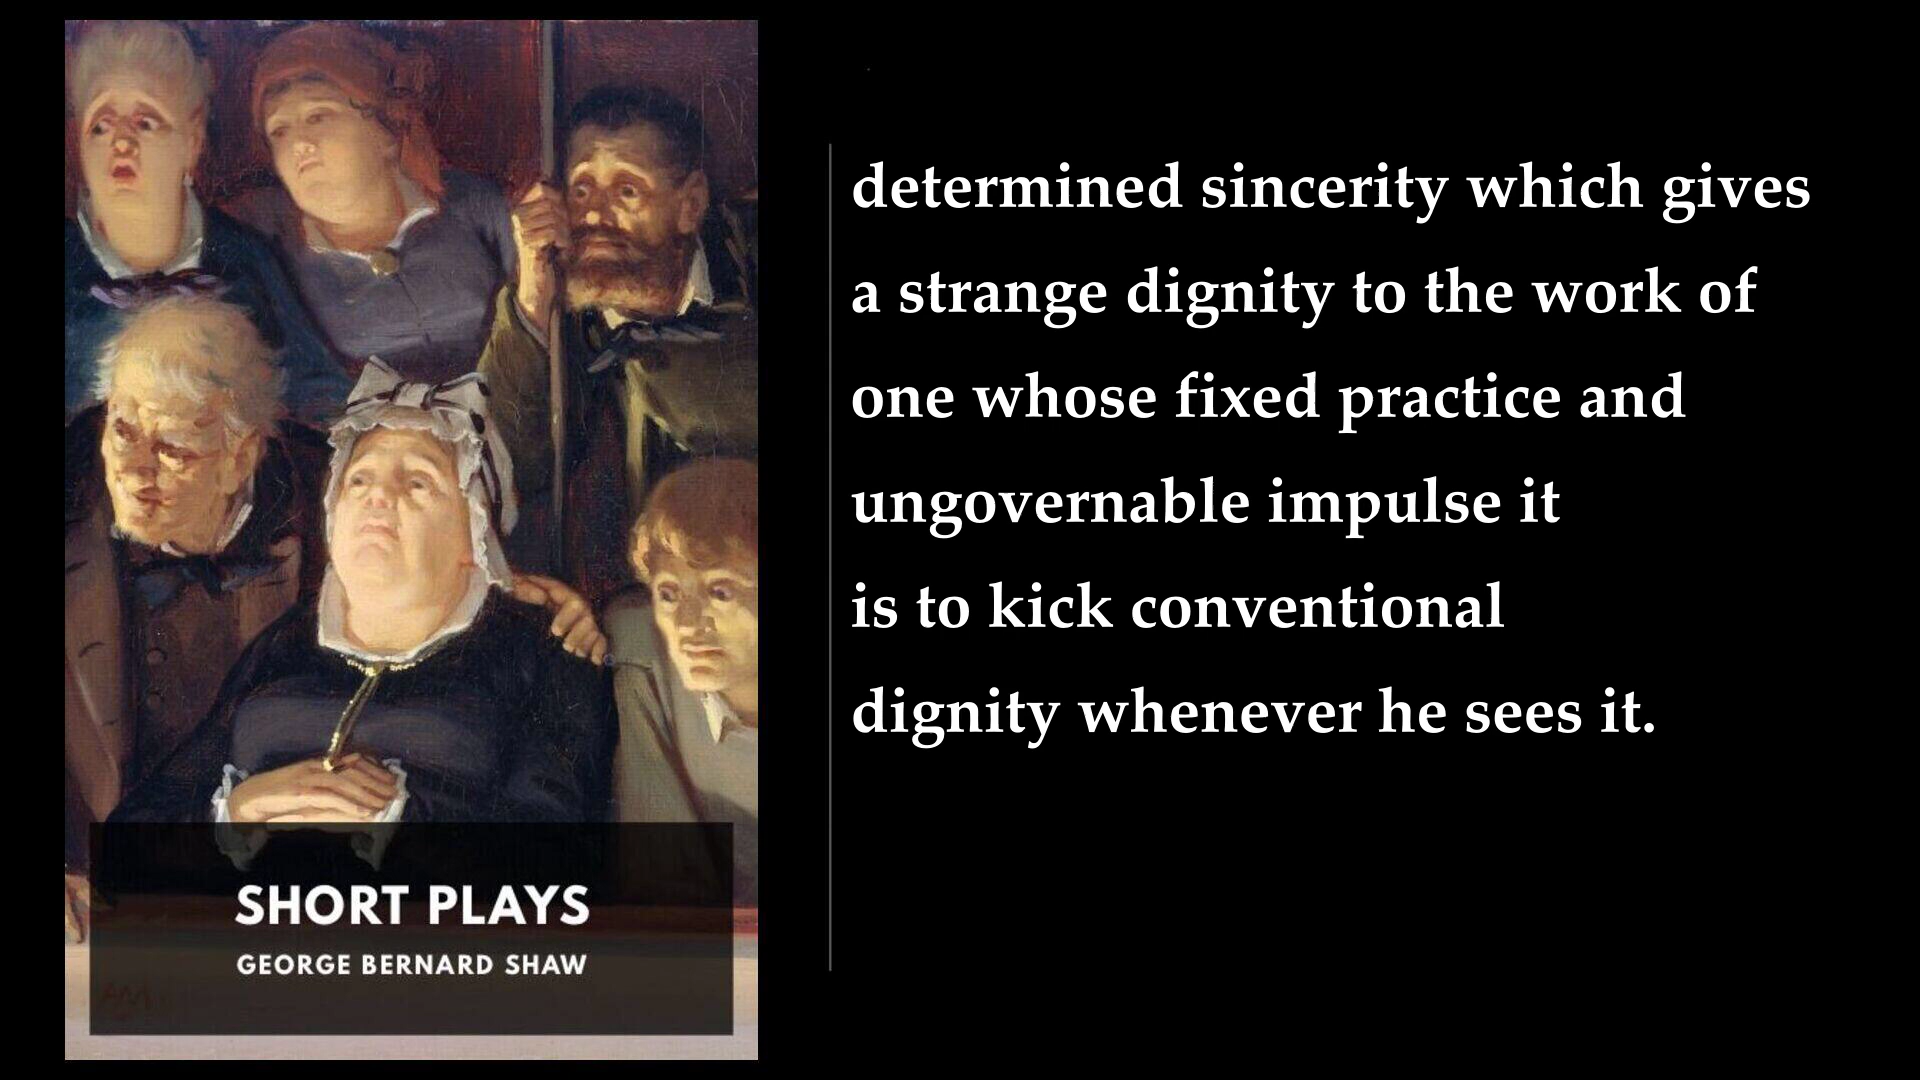 SHORT PLAYS
GEORGE BERNARD SHAW
determined sincerity which gives
a strange dignity to the work of
one whose fixed practice and
ungovernable impulse it
is to kick conventional
dignity whenever he sees it.